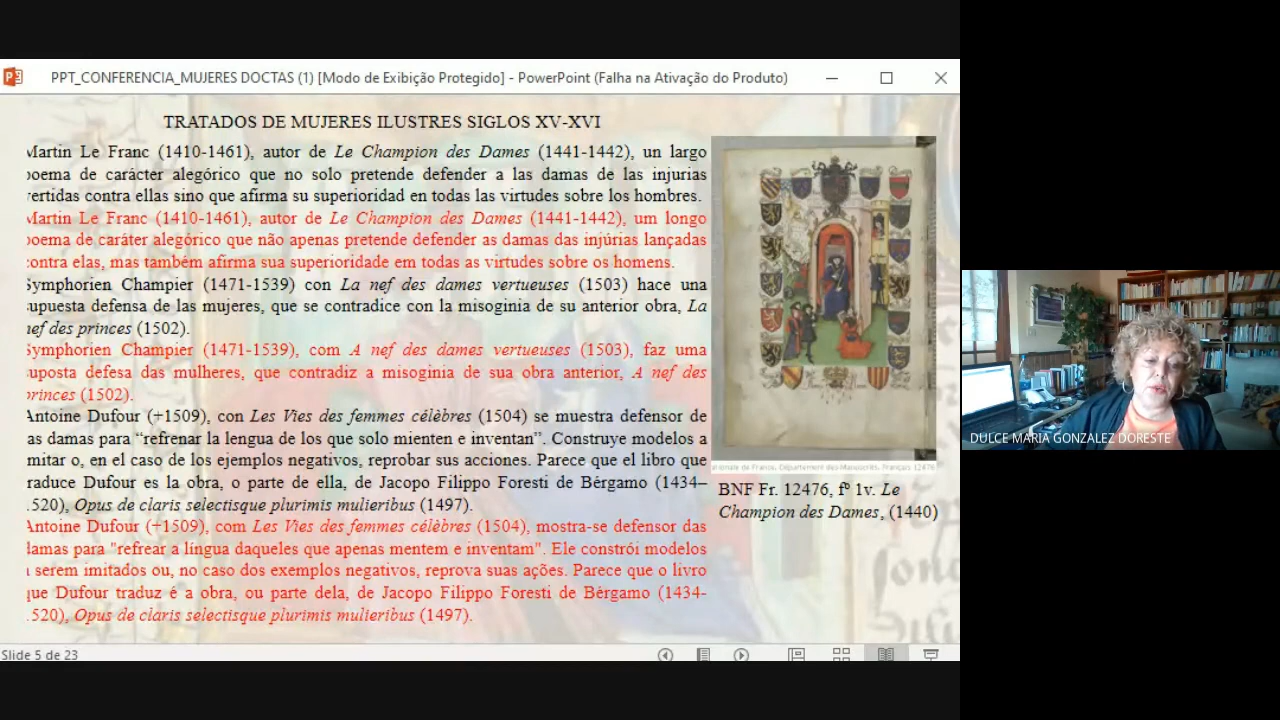 PPT_CONFERENCIA_MUJERES DOCTAS (1) [Modo de Exibição Protegido] - PowerPoint (Falha na Ativação do Produto)
TRATADOS DE MUJERES ILUSTRES SIGLOS XV-XVI
Martin Le Franc (1410-1461), autor de Le Champion des Dames (1441-1442), un largo
poema de carácter alegórico que no solo pretende defender a las damas de las injurias
vertidas contra ellas sino que afirma su superioridad en todas las virtudes sobre los hombres.
Martin Le Franc (1410-1461), autor de Le Champion des Dames (1441-1442), um longo
poema de caráter alegórico que não apenas pretende defender as damas das injúrias lançadas
contra elas, mas também afirma sua superioridade em todas as virtudes sobre os homens.
Symphorien Champier (1471-1539) con La nef des dames vertueuses (1503) hace una
supuesta defensa de las mujeres, que se contradice con la misoginia de su anterior obra, La
nef des princes (1502).
Symphorien Champier (1471-1539), com A nef des dames vertueuses (1503), faz uma
suposta defesa das mulheres, que contradiz a misoginia de sua obra anterior, A nef des
princes (1502).
Antoine Dufour (+1509), con Les Vies des femmes célèbres (1504) se muestra defensor de
las damas para “refrenar la lengua de los que solo mienten e inventan”. Construye modelos a
imitar o, en el caso de los ejemplos negativos, reprobar sus acciones. Parece que el libro que
traduce Dufour es la obra, o parte de ella, de Jacopo Filippo Foresti de Bérgamo (1434–
1520), Opus de claris selectisque plurimis mulieribus (1497).
Antoine Dufour (+1509), com Les Vies des femmes célèbres (1504), mostra-se defensor das
damas para "refrear a língua daqueles que apenas mentem e inventam". Ele constrói modelos
a serem imitados ou, no caso dos exemplos negativos, reprova suas ações. Parece que o livro
que Dufour traduz é a obra, ou parte dela, de Jacopo Filippo Foresti de Bérgamo (1434-
1520), Opus de claris selectisque plurimis mulieribus (1497).
ationale de France. Département des Manuscrits. Français 12476
BNF Fr. 12476, fº 1v. Le
Champion des Dames, (1440)
Slide 5 de 23
DULCE MARIA GONZALEZ DORESTE